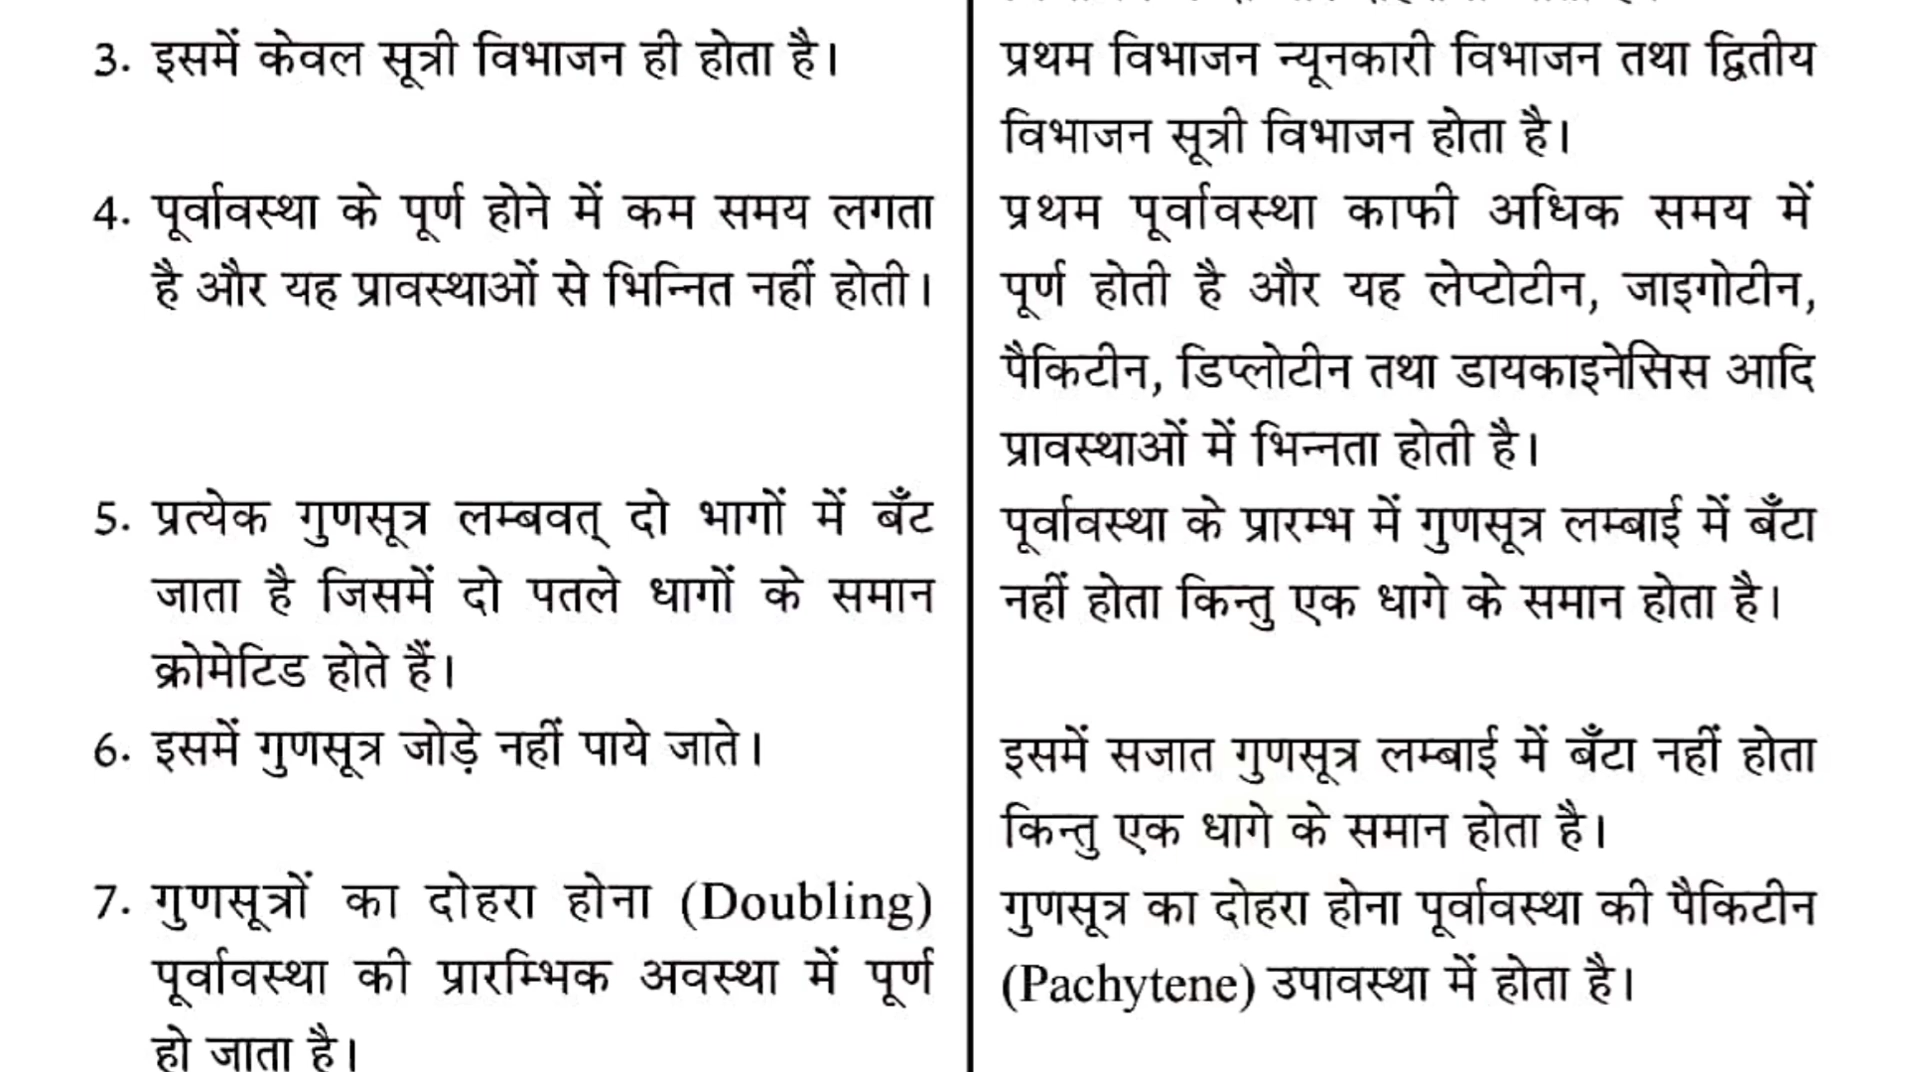 3. इसमें केवल सूत्री विभाजन ही होता है।
4. पूर्वावस्था के पूर्ण होने में कम समय लगता
है और यह प्रावस्थाओं से भिन्नित नहीं होती।
5. प्रत्येक गुणसूत्र लम्बवत् दो भागों में बँट
जाता है जिसमें दो पतले धागों के समान
क्रोमेटिड होते हैं।
6. इसमें गुणसूत्र जोड़े नहीं पाये जाते।
7. गुणसूत्रों का दोहरा होना (Doubling)
पूर्वावस्था की प्रारम्भिक अवस्था में पूर्ण
हो जाता है।
प्रथम विभाजन न्यूनकारी विभाजन तथा द्वितीय
विभाजन सूत्री विभाजन होता है।
प्रथम पूर्वावस्था काफी अधिक समय में
पूर्ण होती है और यह लेप्टोटीन, जाइगोटीन,
पैकिटीन, डिप्लोटीन तथा डायकाइनेसिस आदि
प्रावस्थाओं में भिन्नता होती है।
पूर्वावस्था के प्रारम्भ में गुणसूत्र लम्बाई में बँटा
नहीं होता किन्तु एक धागे के समान होता है।
इसमें सजात गुणसूत्र लम्बाई में बँटा नहीं होता
किन्तु एक धागे के समान होता है।
गुणसूत्र का दोहरा होना पूर्वावस्था की पैकिटीन
(Pachytene) उपावस्था में होता है।